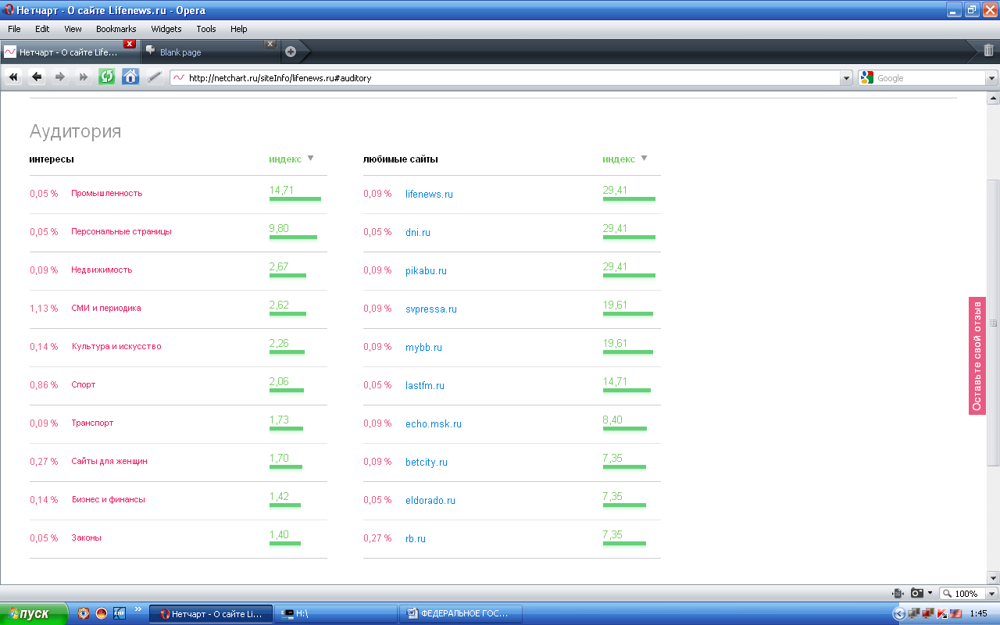 Нетчарт - О сайте Lifenews.ru - Opera
File Edit View Bookmarks Widgets Tools Help
Нетчарт - О сайте Life... Blank page
http://netchart.ru/siteInfo/lifenews.ru#auditory Google
Аудитория
интересы индекс любимые сайты индекс
0,05 % Промышленность 14,71 0,09 % lifenews.ru 29,41
0,05 % Персональные страницы 9,80 0,05 % dni.ru 29,41
0,09 % Недвижимость 2,67 0,09 % pikabu.ru 29,41
1,13 % СМИ и периодика 2,62 0,09 % svpressa.ru 19,61
0,14 % Культура и искусство 2,26 0,09 % mybb.ru 19,61
0,86 % Спорт 2,06 0,05 % lastfm.ru 14,71
0,09 % Транспорт 1,73 0,09 % echo.msk.ru 8,40
0,27 % Сайты для женщин 1,70 0,09 % betcity.ru 7,35
0,14 % Бизнес и финансы 1,42 0,05 % eldorado.ru 7,35
0,05 % Законы 1,40 0,27 % rb.ru 7,35
Оставьте свой отзыв
100%
пуск Нетчарт - О сайте Li... H:\ ФЕДЕРАЛЬНОЕ ГОС... 1:45